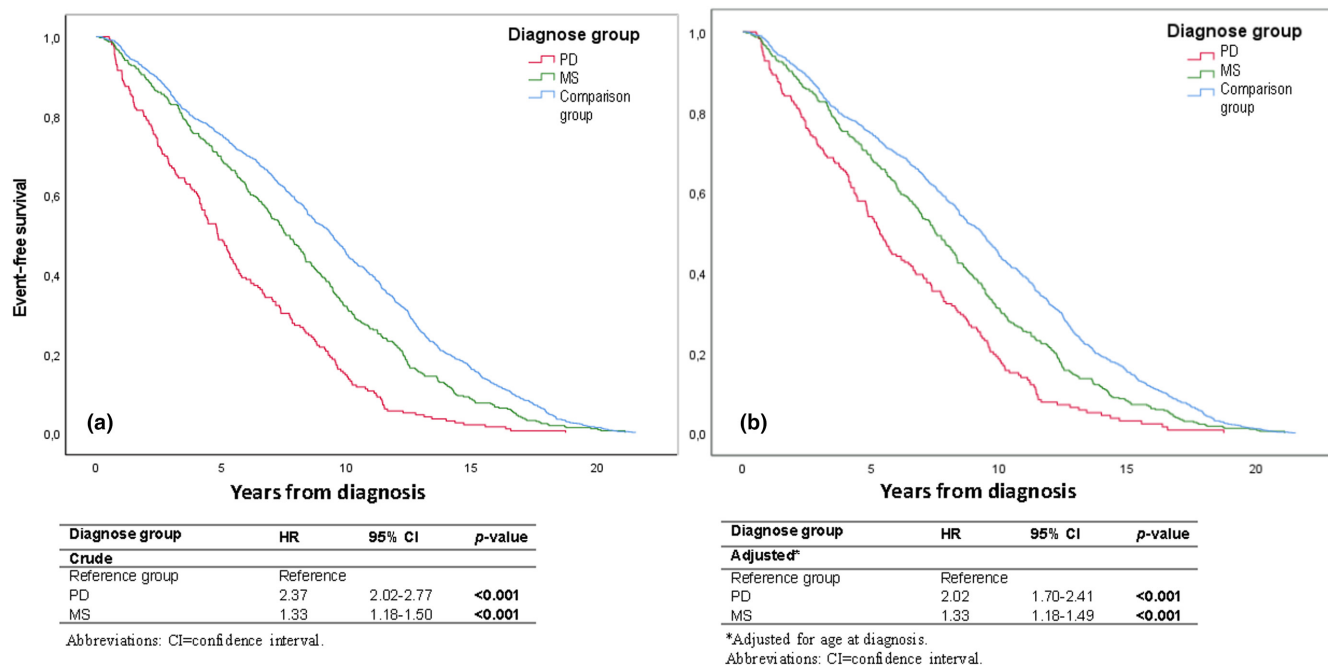 Diagnose group
PD
MS
Comparison
group
1,0
0,8
0,6
0,4
0,2
0,0
Event-free survival
(a)
0 5 10 15 20
Years from diagnosis
Diagnose group HR 95% CI p-value
Crude
Reference group Reference
PD 2.37 2.02-2.77 <0.001
MS 1.33 1.18-1.50 <0.001
Abbreviations: CI=confidence interval.
Diagnose group
PD
MS
Comparison
group
1,0
0,8
0,6
0,4
0,2
0,0
(b)
0 5 10 15 20
Years from diagnosis
Diagnose group HR 95% CI p-value
Adjusted*
Reference group Reference
PD 2.02 1.70-2.41 <0.001
MS 1.33 1.18-1.49 <0.001
*Adjusted for age at diagnosis.
Abbreviations: CI=confidence interval.